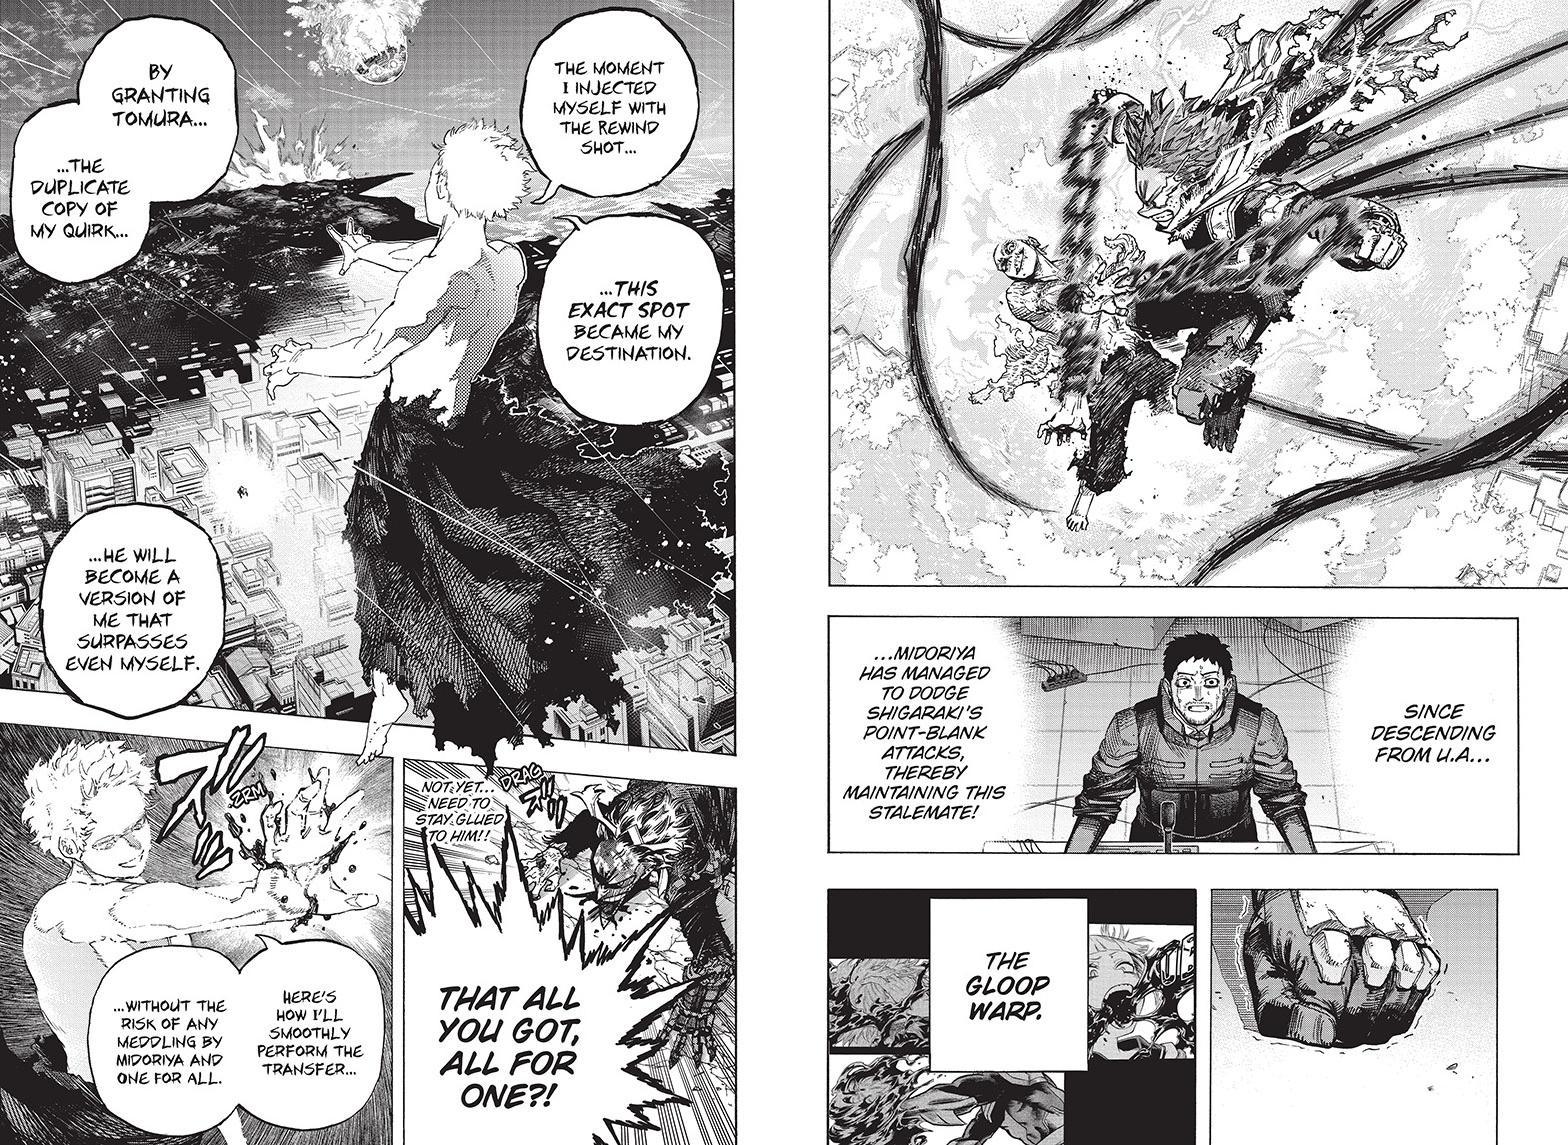 SINCE
DESCENDING
FROM U.A...
...MIDORIYA
HAS MANAGED
TO DODGE
SHIGARAKI'S
POINT-BLANK
ATTACKS,
THEREBY
MAINTAINING THIS
STALEMATE!
THE
GLOOP
WARP.
THE MOMENT
I INJECTED
MYSELF WITH
THE REWIND
SHOT...
...THIS
EXACT SPOT
BECAME MY
DESTINATION.
BY
GRANTING
TOMURA...
...THE
DUPLICATE
COPY OF
MY QUIRK...
...HE WILL
BECOME A
VERSION OF
ME THAT
SURPASSES
EVEN MYSELF.
DRAG
ズッ
NOT YET...
NEED TO
STAY GLUED
TO HIM!!
THAT ALL
YOU GOT,
ALL FOR
ONE?!
ZRM
HERE'S
HOW I'LL
SMOOTHLY
PERFORM THE
TRANSFER...
...WITHOUT THE
RISK OF ANY
MEDDLING BY
MIDORIYA AND
ONE FOR ALL.